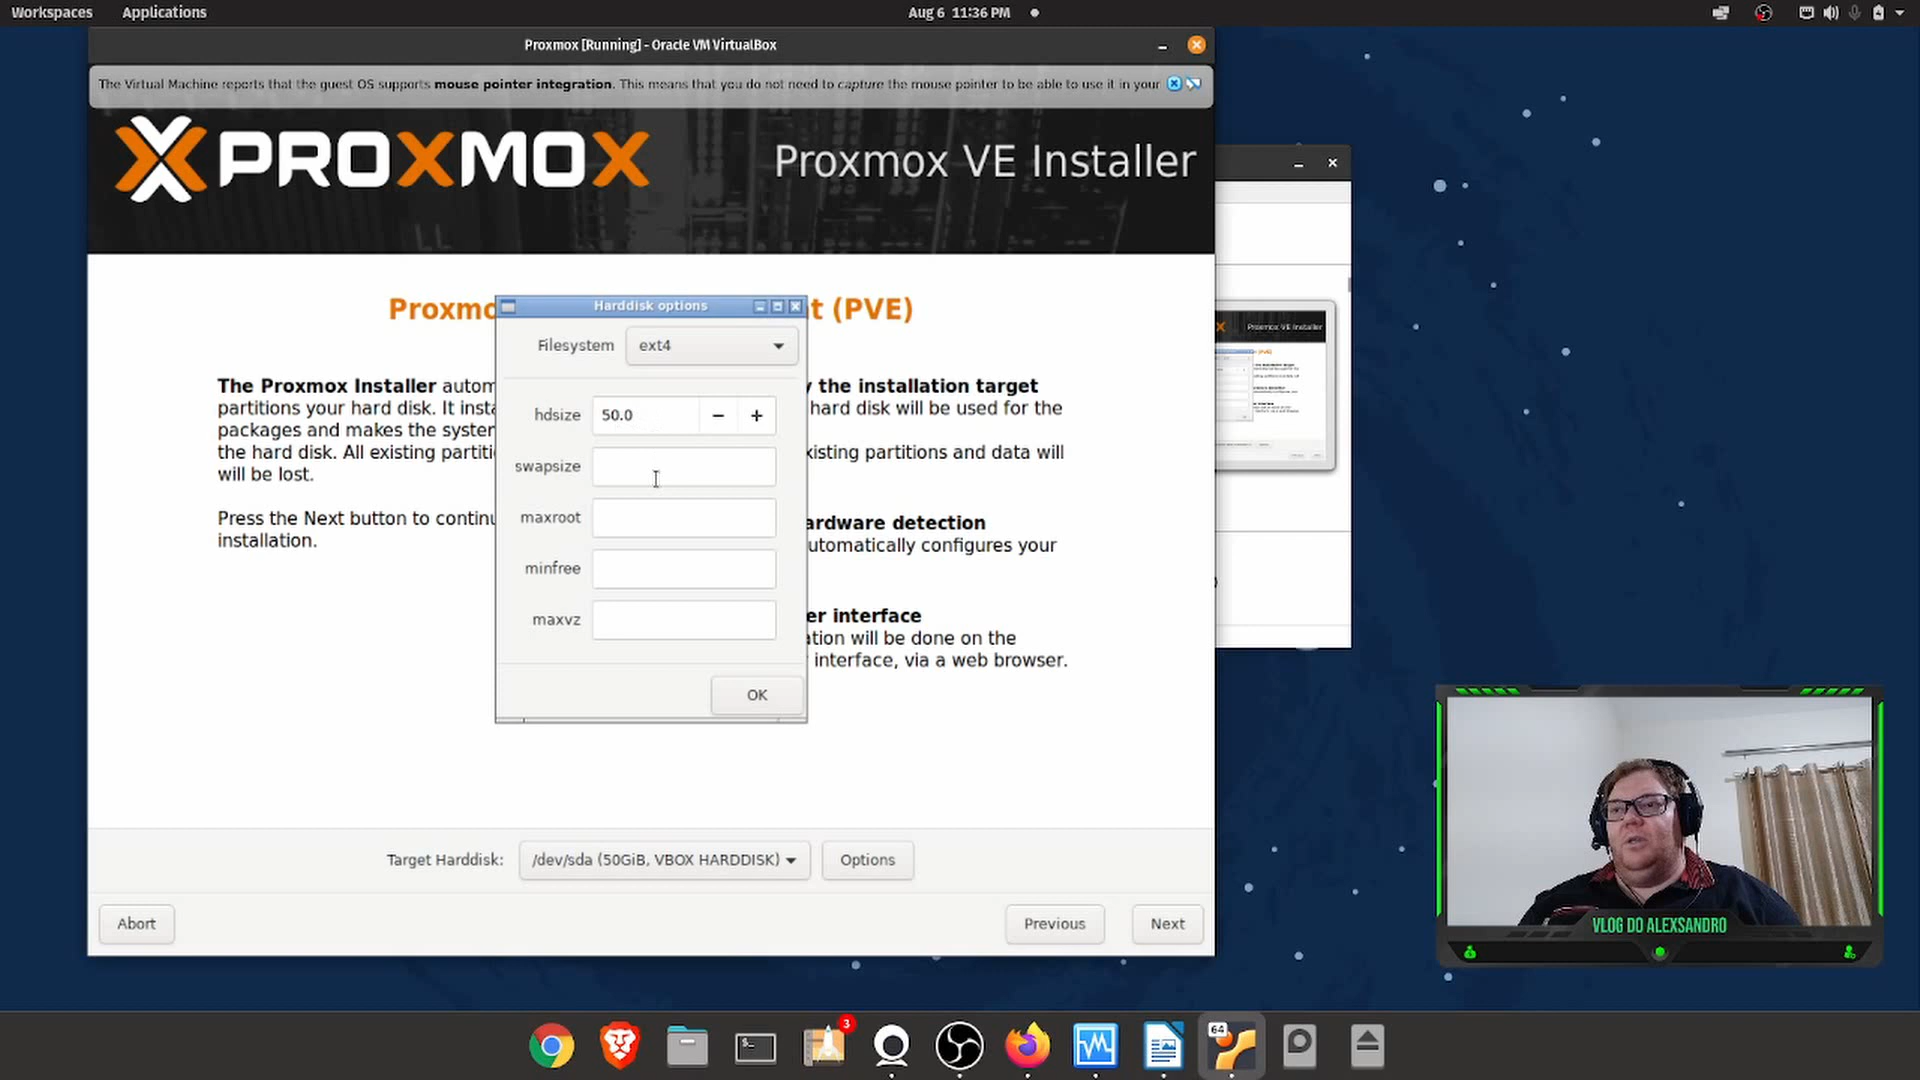 Workspaces Applications Aug 6 11:36 PM
Proxmox [Running] - Oracle VM VirtualBox
The Virtual Machine reports that the guest OS supports mouse pointer integration. This means that you do not need to capture the mouse pointer to be able to use it in your
PROXMOX Proxmox VE Installer
Proxmo t (PVE)
Harddisk options
Filesystem ext4
hdsize 50.0 − +
swapsize
maxroot
minfree
maxvz
OK
The Proxmox Installer autom
partitions your hard disk. It insta
packages and makes the system
the hard disk. All existing partiti
will be lost.
Press the Next button to continu
installation.
y the installation target
hard disk will be used for the
xisting partitions and data will
ardware detection
utomatically configures your
er interface
ation will be done on the
interface, via a web browser.
Proxmox VE Installer
Target Harddisk: /dev/sda (50GiB, VBOX HARDDISK) Options
Abort Previous Next
VLOG DO ALEXSANDRO
3
64